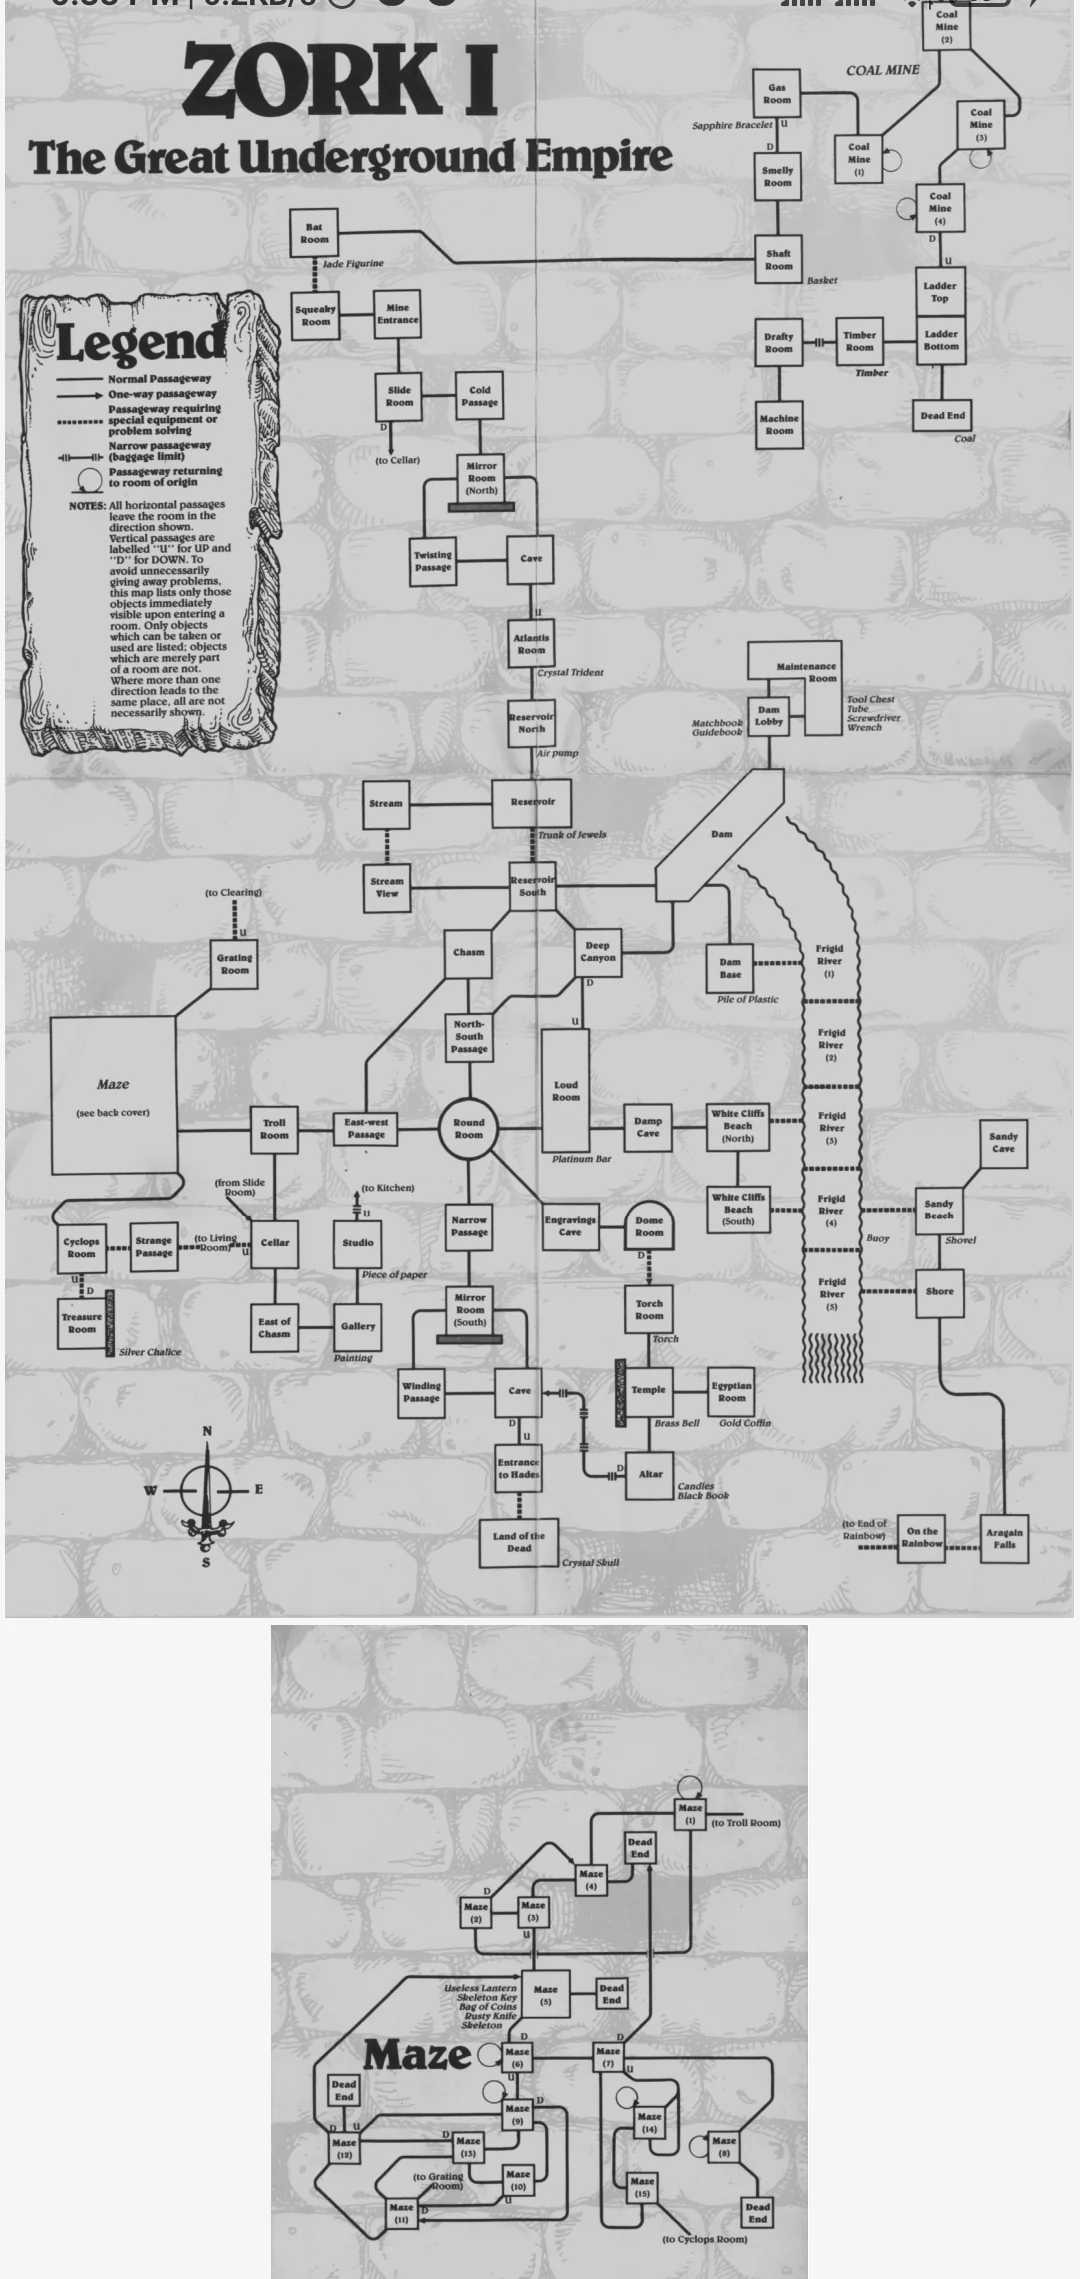 ZORK I
The Great Underground Empire
COAL MINE
Coal
Mine
(2)
Gas
Room
Sapphire Bracelet
U
D
Coal
Mine
(3)
Coal
Mine
(1)
Smelly
Room
Coal
Mine
(4)
D
U
Bat
Room
Jade Figurine
Shaft
Room
Basket
Ladder
Top
Squeaky
Room
Mine
Entrance
Drafty
Room
Timber
Room
Timber
Ladder
Bottom
Slide
Room
D
(to Cellar)
Cold
Passage
Machine
Room
Dead End
Coal
Legend
Normal Passageway
One-way passageway
Passageway requiring
special equipment or
problem solving
Narrow passageway
(baggage limit)
Passageway returning
to room of origin
NOTES: All horizontal passages
leave the room in the
direction shown.
Vertical passages are
labelled "U" for UP and
"D" for DOWN. To
avoid unnecessarily
giving away problems,
this map lists only those
objects immediately
visible upon entering a
room. Only objects
which can be taken or
used are listed; objects
which are merely part
of a room are not.
Where more than one
direction leads to the
same place, all are not
necessarily shown.
Mirror
Room
(North)
Twisting
Passage
Cave
U
Atlantis
Room
Crystal Trident
Reservoir
North
Air pump
Maintenance
Room
Dam
Lobby
Matchbook
Guidebook
Tool Chest
Tube
Screwdriver
Wrench
Stream
Reservoir
Trunk of Jewels
Dam
Stream
View
Reservoir
South
(to Clearing)
U
Grating
Room
Chasm
Deep
Canyon
D
Dam
Base
Pile of Plastic
Frigid
River
(1)
North-
South
Passage
U
Frigid
River
(2)
Maze
(see back cover)
Troll
Room
East-west
Passage
Round
Room
Loud
Room
Platinum Bar
Damp
Cave
White Cliffs
Beach
(North)
Frigid
River
(3)
Sandy
Cave
(from Slide
Room)
(to Kitchen)
U
Cyclops
Room
Strange
Passage
(to Living
Room)
U
Cellar
Studio
Piece of paper
Narrow
Passage
Engravings
Cave
Dome
Room
D
White Cliffs
Beach
(South)
Frigid
River
(4)
Buoy
Sandy
Beach
Shovel
U
D
Treasure
Room
Silver Chalice
East of
Chasm
Gallery
Painting
Mirror
Room
(South)
Torch
Room
Torch
Frigid
River
(5)
Shore
Winding
Passage
Cave
D
U
Temple
Brass Bell
Egyptian
Room
Gold Coffin
Entrance
to Hades
D
Altar
Candles
Black Book
N
W
E
S
Land of the
Dead
Crystal Skull
(to End of
Rainbow)
On the
Rainbow
Aragain
Falls
Maze
(1)
(to Troll Room)
Dead
End
Maze
(4)
D
Maze
(2)
Maze
(3)
U
Useless Lantern
Skeleton Key
Bag of Coins
Rusty Knife
Skeleton
Maze
(5)
Dead
End
Maze
D
Maze
(6)
U
D
Maze
(7)
U
Dead
End
Maze
(9)
D
Maze
(14)
D
U
Maze
(12)
D
Maze
(13)
Maze
(8)
(to Grating
Room)
Maze
(10)
U
Maze
(15)
Maze
(11)
D
Dead
End
(to Cyclops Room)